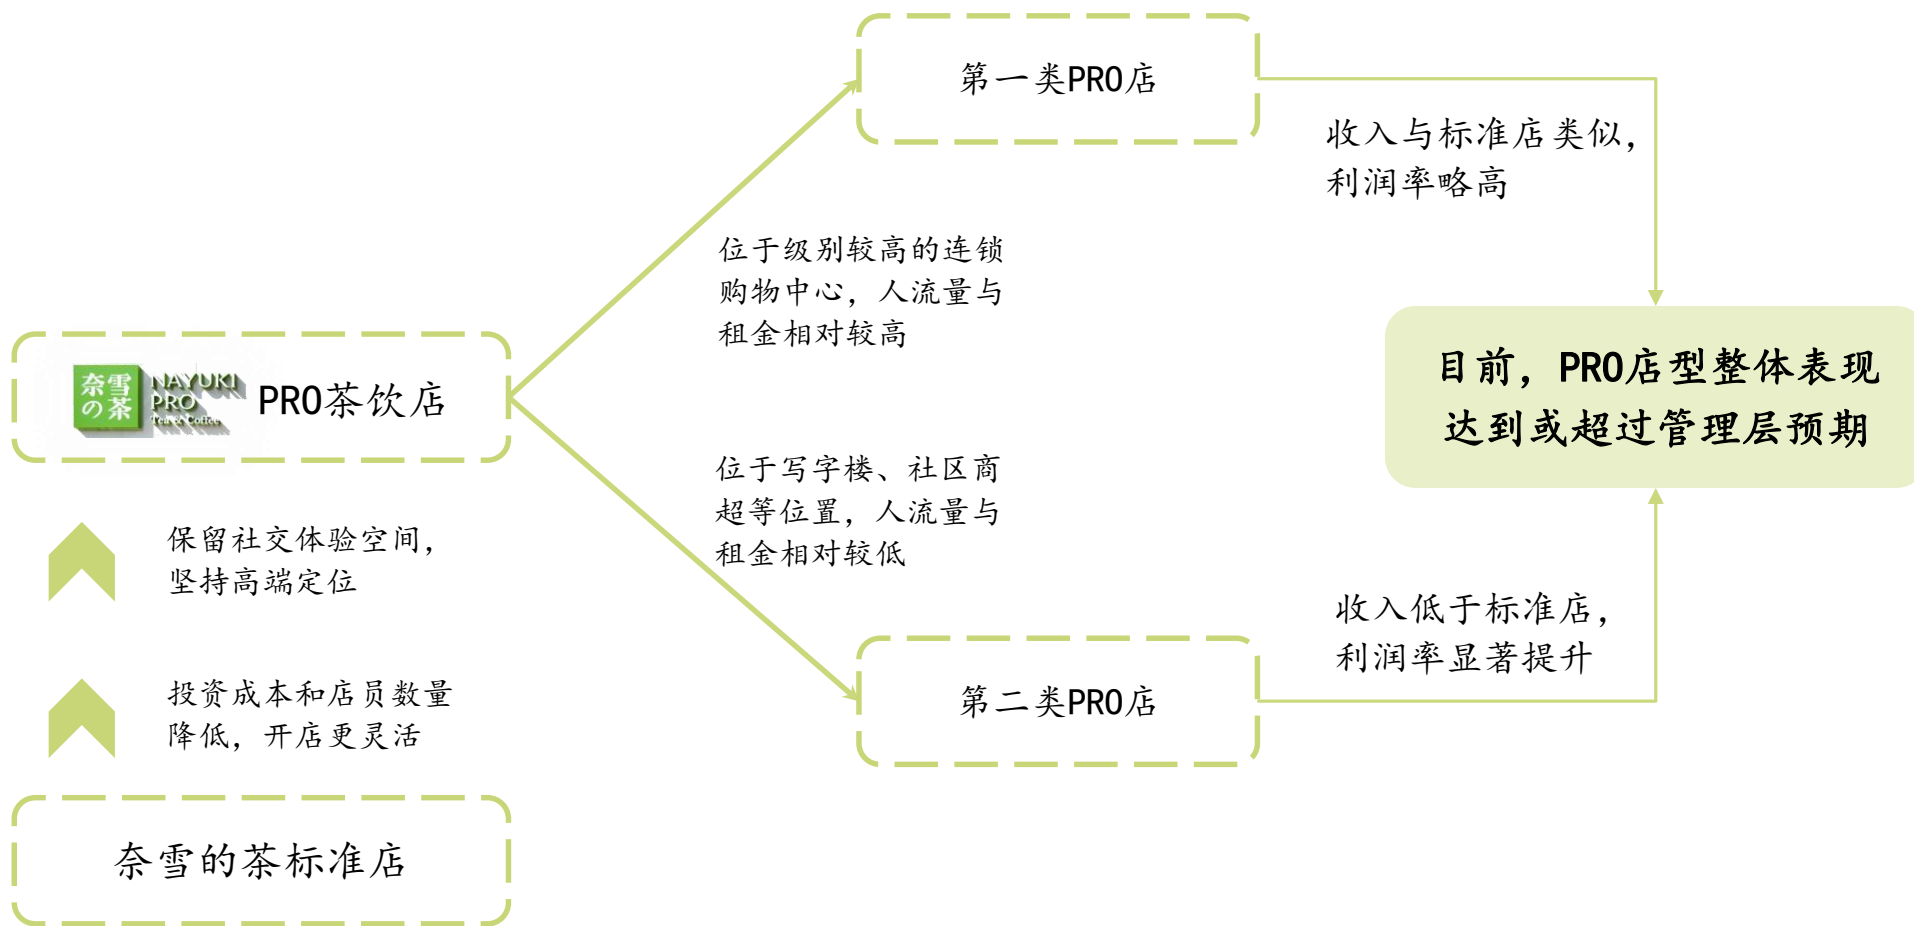 第一类PRO店
收入与标准店类似，
利润率略高
位于级别较高的连锁
购物中心，人流量与
租金相对较高
奈雪
の茶
NAYUKI
PRO
Tea & Coffee
PRO茶饮店
目前，PRO店型整体表现
达到或超过管理层预期
位于写字楼、社区商
超等位置，人流量与
租金相对较低
保留社交体验空间，
坚持高端定位
收入低于标准店，
利润率显著提升
投资成本和店员数量
降低，开店更灵活
第二类PRO店
奈雪的茶标准店